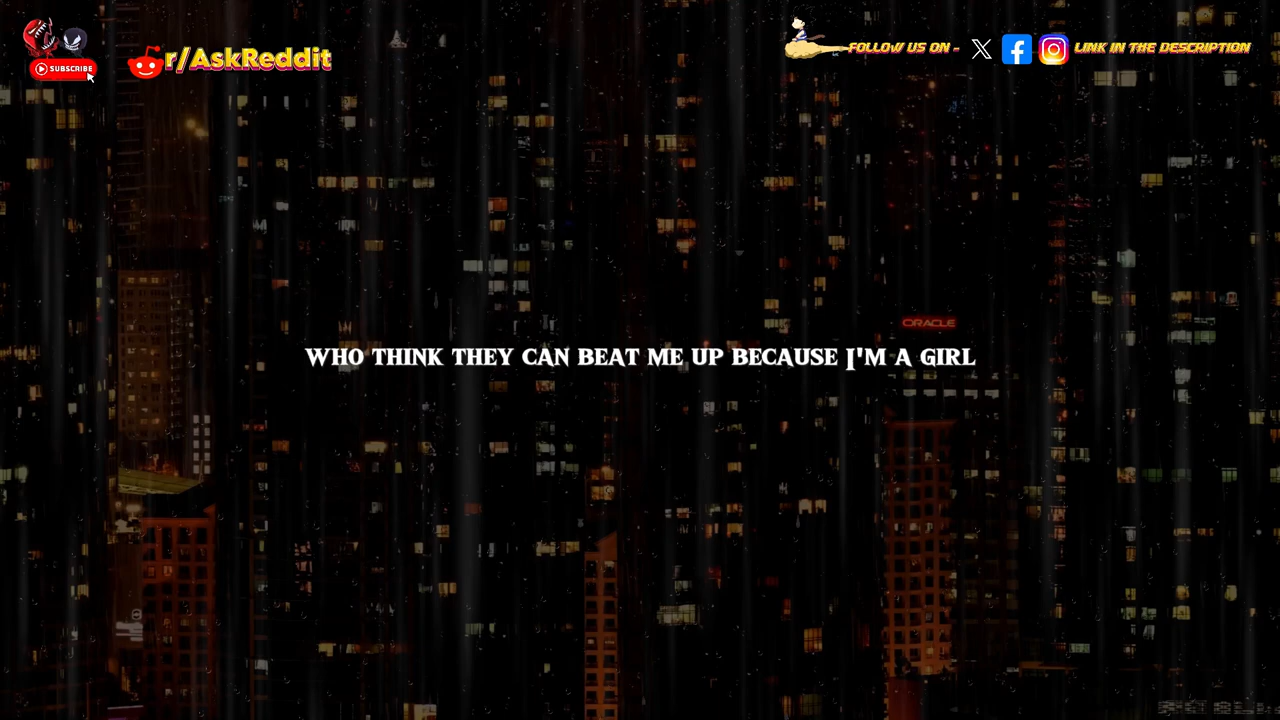 SUBSCRIBE
r/AskReddit
FOLLOW US ON -
LINK IN THE DESCRIPTION
ORACLE
WHO THINK THEY CAN BEAT ME UP BECAUSE I'M A GIRL